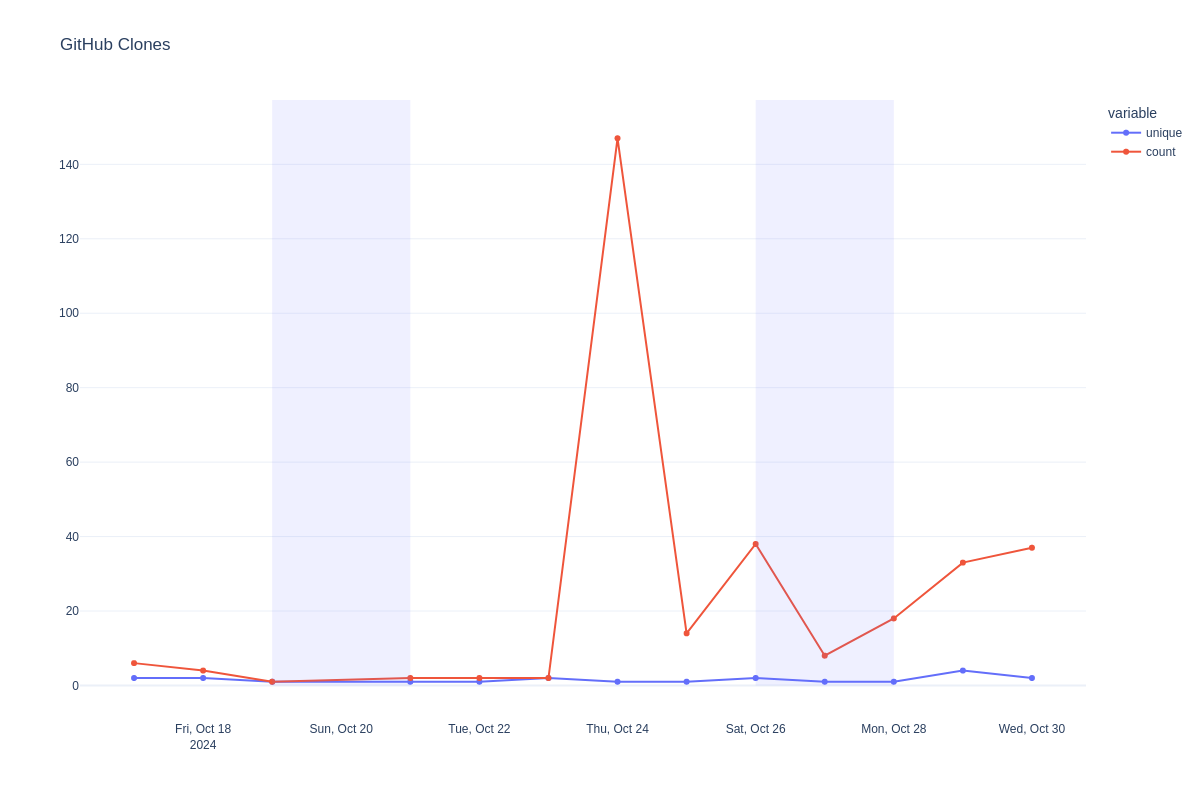 GitHub Clones
variable
unique
count
140
120
100
80
60
40
20
0
Fri, Oct 18
2024
Sun, Oct 20
Tue, Oct 22
Thu, Oct 24
Sat, Oct 26
Mon, Oct 28
Wed, Oct 30